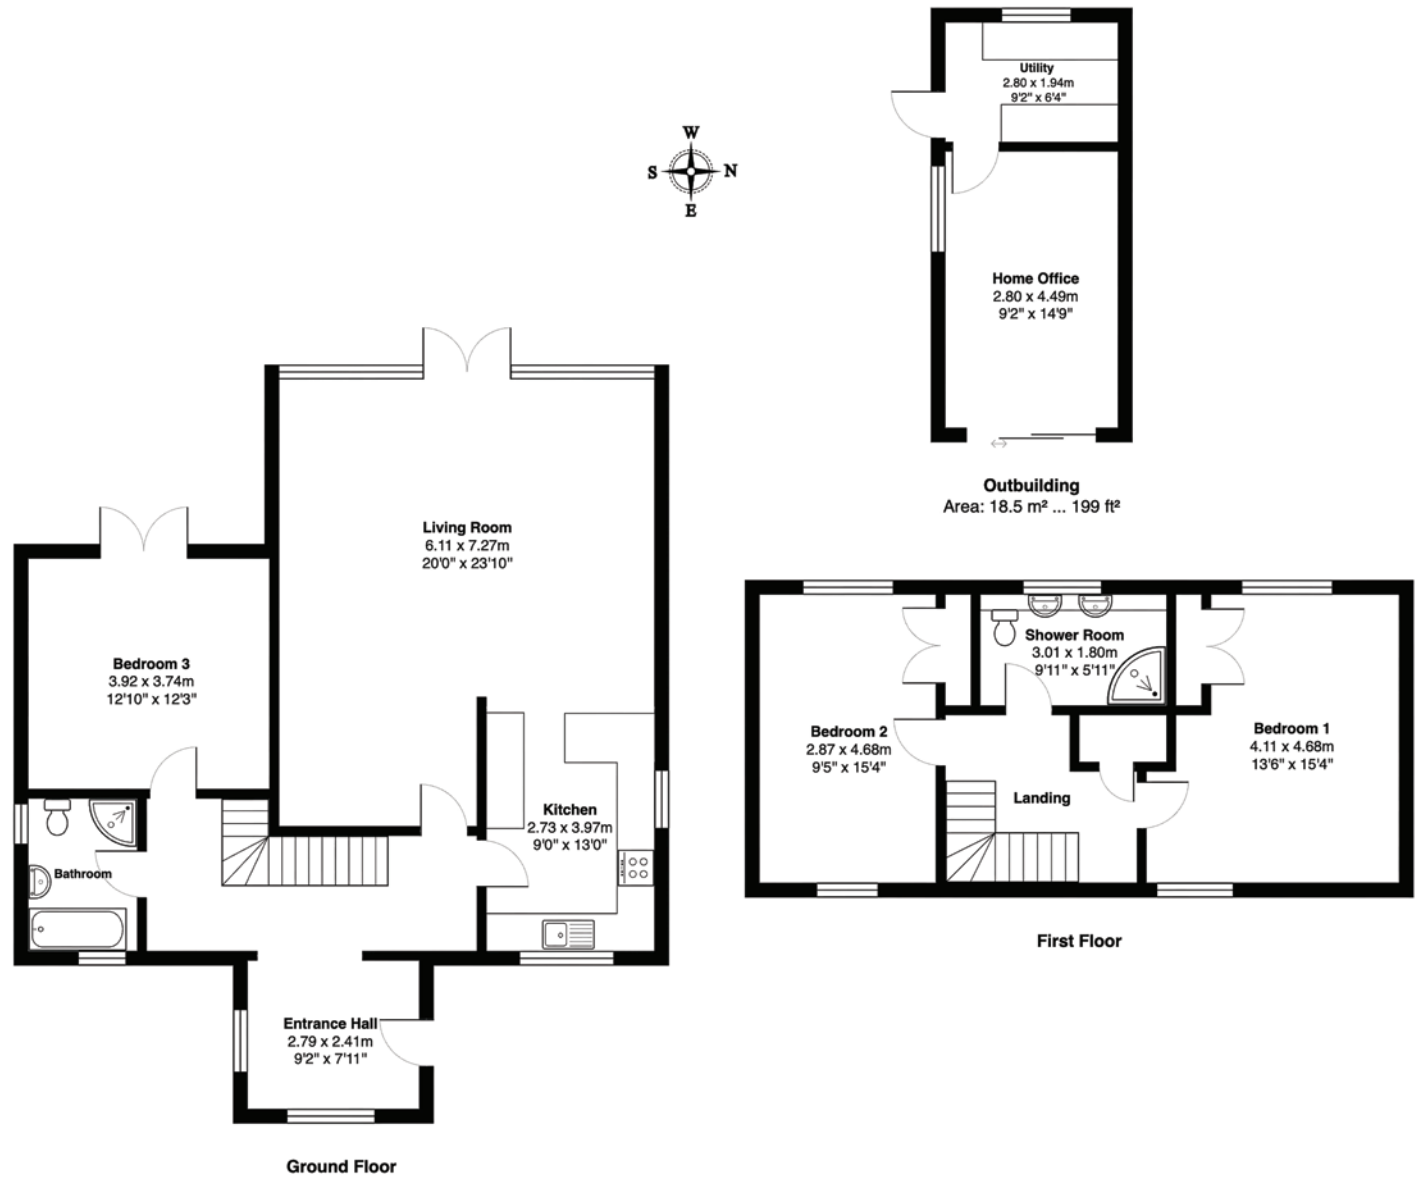 W
S N
E
Utility
2.80 x 1.94m
9'2" x 6'4"
Home Office
2.80 x 4.49m
9'2" x 14'9"
Outbuilding
Area: 18.5 m² ... 199 ft²
Living Room
6.11 x 7.27m
20'0" x 23'10"
Bedroom 3
3.92 x 3.74m
12'10" x 12'3"
Kitchen
2.73 x 3.97m
9'0" x 13'0"
Bathroom
Entrance Hall
2.79 x 2.41m
9'2" x 7'11"
Ground Floor
Shower Room
3.01 x 1.80m
9'11" x 5'11"
Bedroom 2
2.87 x 4.68m
9'5" x 15'4"
Bedroom 1
4.11 x 4.68m
13'6" x 15'4"
Landing
First Floor